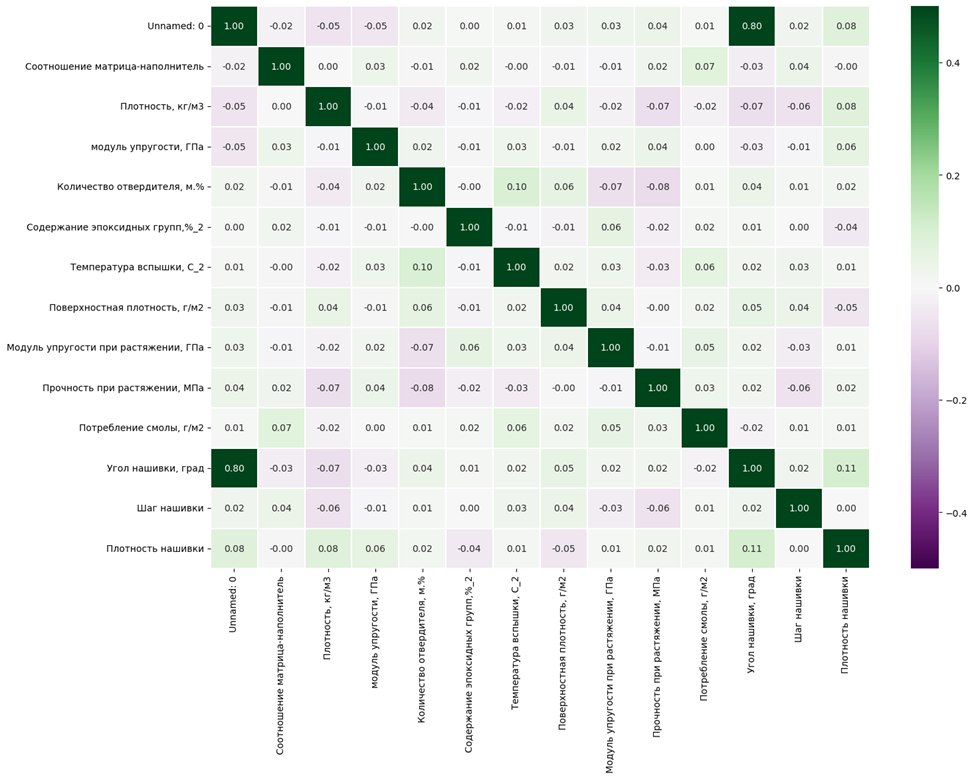 Unnamed: 0 1.00 -0.02 -0.05 -0.05 0.02 0.00 0.01 0.03 0.03 0.04 0.01 0.80 0.02 0.08
Соотношение матрица-наполнитель -0.02 1.00 0.00 0.03 -0.01 0.02 -0.00 -0.01 -0.01 0.02 0.07 -0.03 0.04 -0.00
Плотность, кг/м3 -0.05 0.00 1.00 -0.01 -0.04 -0.01 -0.02 0.04 -0.02 -0.07 -0.02 -0.07 -0.06 0.08
модуль упругости, ГПа -0.05 0.03 -0.01 1.00 0.02 -0.01 0.03 -0.01 0.02 0.04 0.00 -0.03 -0.01 0.06
Количество отвердителя, м.% 0.02 -0.01 -0.04 0.02 1.00 -0.00 0.10 0.06 -0.07 -0.08 0.01 0.04 0.01 0.02
Содержание эпоксидных групп,%_2 0.00 0.02 -0.01 -0.01 -0.00 1.00 -0.01 -0.01 0.06 -0.02 0.02 0.01 0.00 -0.04
Температура вспышки, С_2 0.01 -0.00 -0.02 0.03 0.10 -0.01 1.00 0.02 0.03 -0.03 0.06 0.02 0.03 0.01
Поверхностная плотность, г/м2 0.03 -0.01 0.04 -0.01 0.06 -0.01 0.02 1.00 0.04 -0.00 0.02 0.05 0.04 -0.05
Модуль упругости при растяжении, ГПа 0.03 -0.01 -0.02 0.02 -0.07 0.06 0.03 0.04 1.00 -0.01 0.05 0.02 -0.03 0.01
Прочность при растяжении, МПа 0.04 0.02 -0.07 0.04 -0.08 -0.02 -0.03 -0.00 -0.01 1.00 0.03 0.02 -0.06 0.02
Потребление смолы, г/м2 0.01 0.07 -0.02 0.00 0.01 0.02 0.06 0.02 0.05 0.03 1.00 -0.02 0.01 0.01
Угол нашивки, град 0.80 -0.03 -0.07 -0.03 0.04 0.01 0.02 0.05 0.02 0.02 -0.02 1.00 0.02 0.11
Шаг нашивки 0.02 0.04 -0.06 -0.01 0.01 0.00 0.03 0.04 -0.03 -0.06 0.01 0.02 1.00 0.00
Плотность нашивки 0.08 -0.00 0.08 0.06 0.02 -0.04 0.01 -0.05 0.01 0.02 0.01 0.11 0.00 1.00
Unnamed: 0
Соотношение матрица-наполнитель
Плотность, кг/м3
модуль упругости, ГПа
Количество отвердителя, м.%
Содержание эпоксидных групп,%_2
Температура вспышки, С_2
Поверхностная плотность, г/м2
Модуль упругости при растяжении, ГПа
Прочность при растяжении, МПа
Потребление смолы, г/м2
Угол нашивки, град
Шаг нашивки
Плотность нашивки
0.4
0.2
0.0
−0.2
−0.4